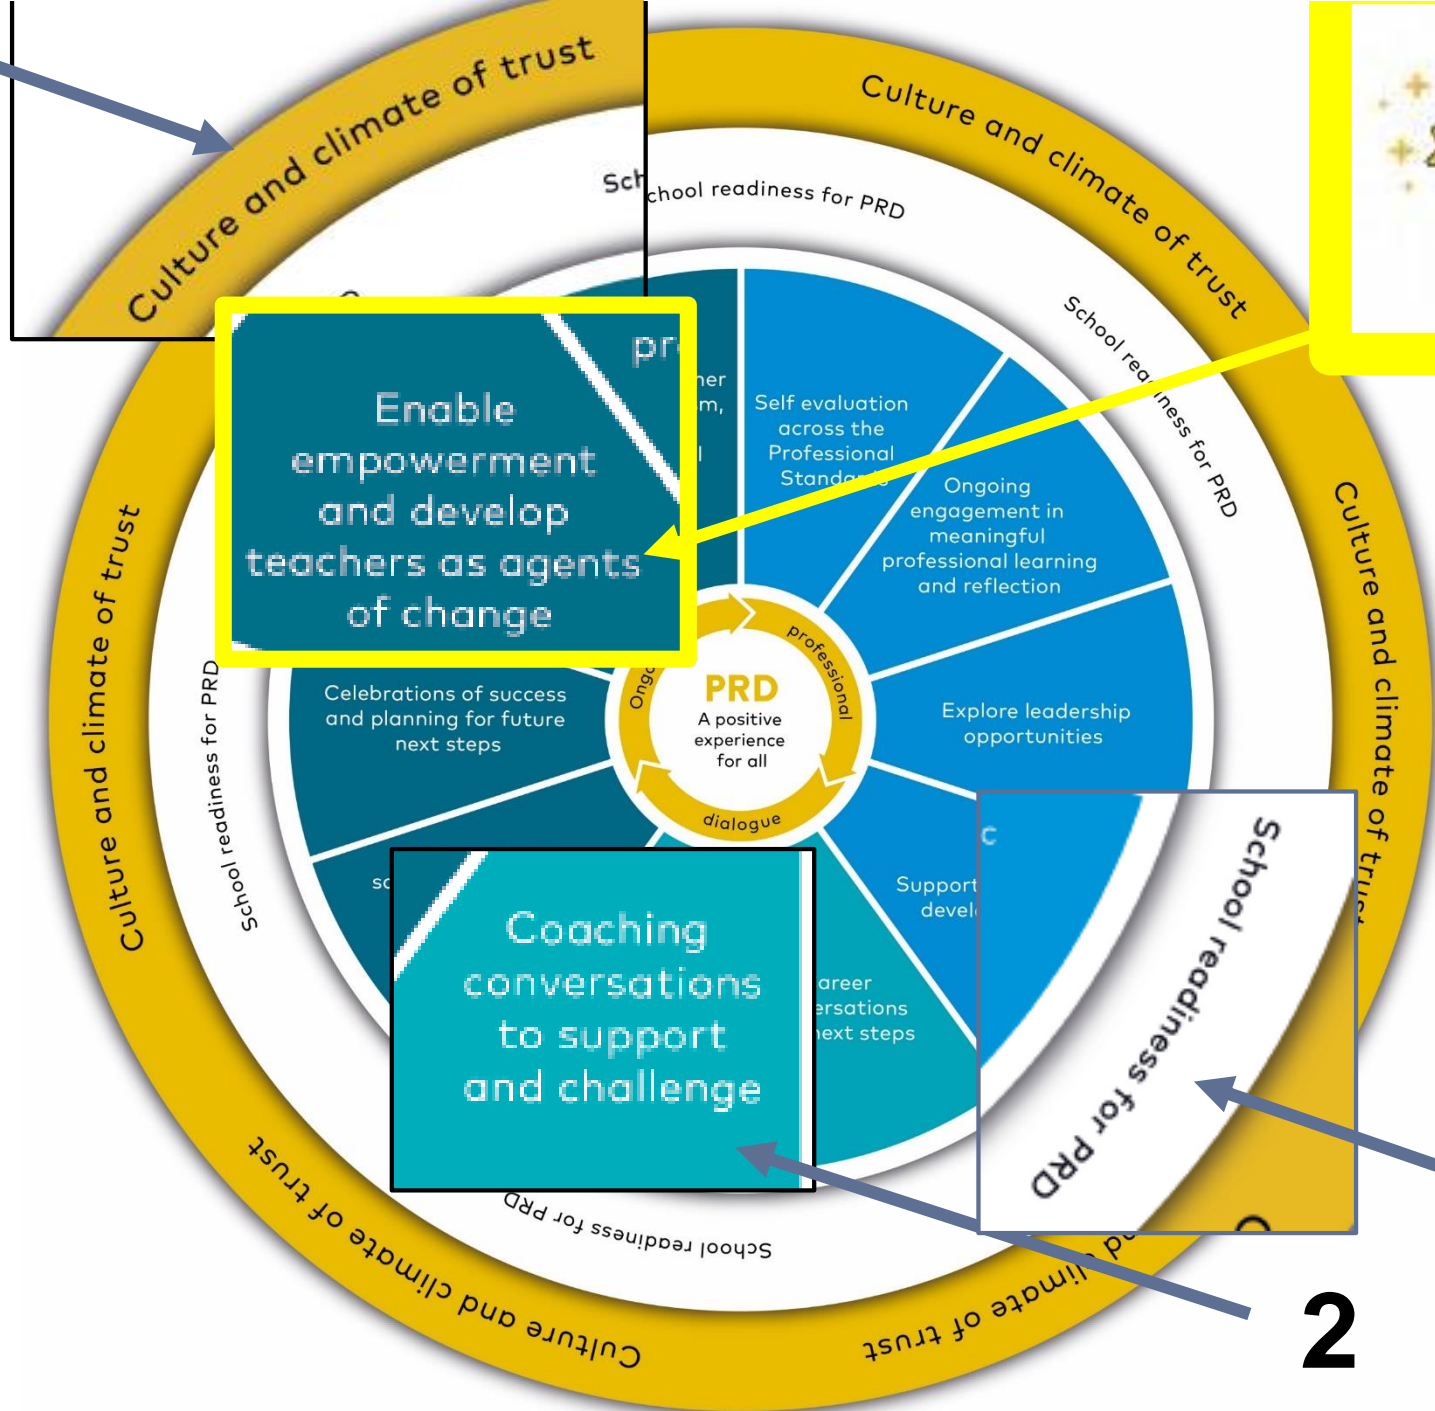 Culture and climate of trust
Culture and climate of trust
School readiness for PRD
School readiness for PRD
Enable
empowerment
and develop
teachers as agents
of change
Self evaluation
across the
Professional
Standards
Ongoing
engagement in
meaningful
professional learning
and reflection
Culture and climate of trust
Culture and climate of trust
School readiness for PRD
Celebrations of success
and planning for future
next steps
professional
dialogue
PRD
A positive
experience
for all
Explore leadership
opportunities
Support
Coaching
conversations
to support
and challenge
next steps
School readiness for PRD
School readiness for PRD
Culture and climate of trust
climate of trust
2